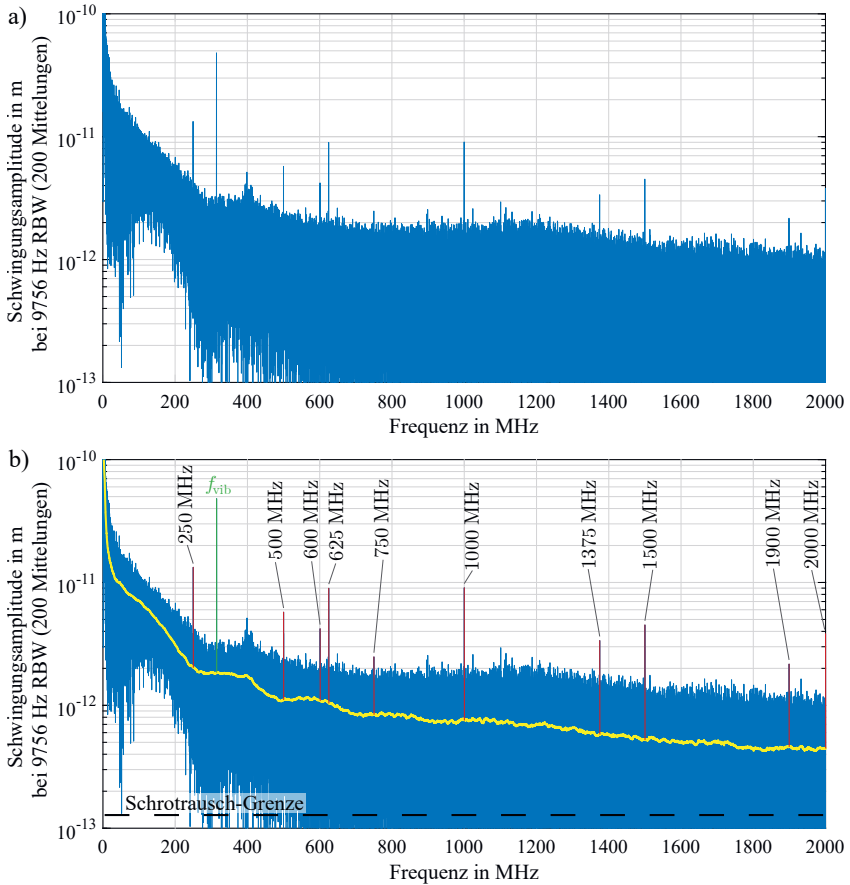 a)
Schwingungsamplitude in m
bei 9756 Hz RBW (200 Mittelungen)
10-10
10-11
10-12
10-13
0 200 400 600 800 1000 1200 1400 1600 1800 2000
Frequenz in MHz
b)
Schwingungsamplitude in m
bei 9756 Hz RBW (200 Mittelungen)
10-10
10-11
10-12
10-13
250 MHz
fvib
500 MHz
600 MHz
625 MHz
750 MHz
1000 MHz
1375 MHz
1500 MHz
1900 MHz
2000 MHz
Schrotrausch-Grenze
0 200 400 600 800 1000 1200 1400 1600 1800 2000
Frequenz in MHz